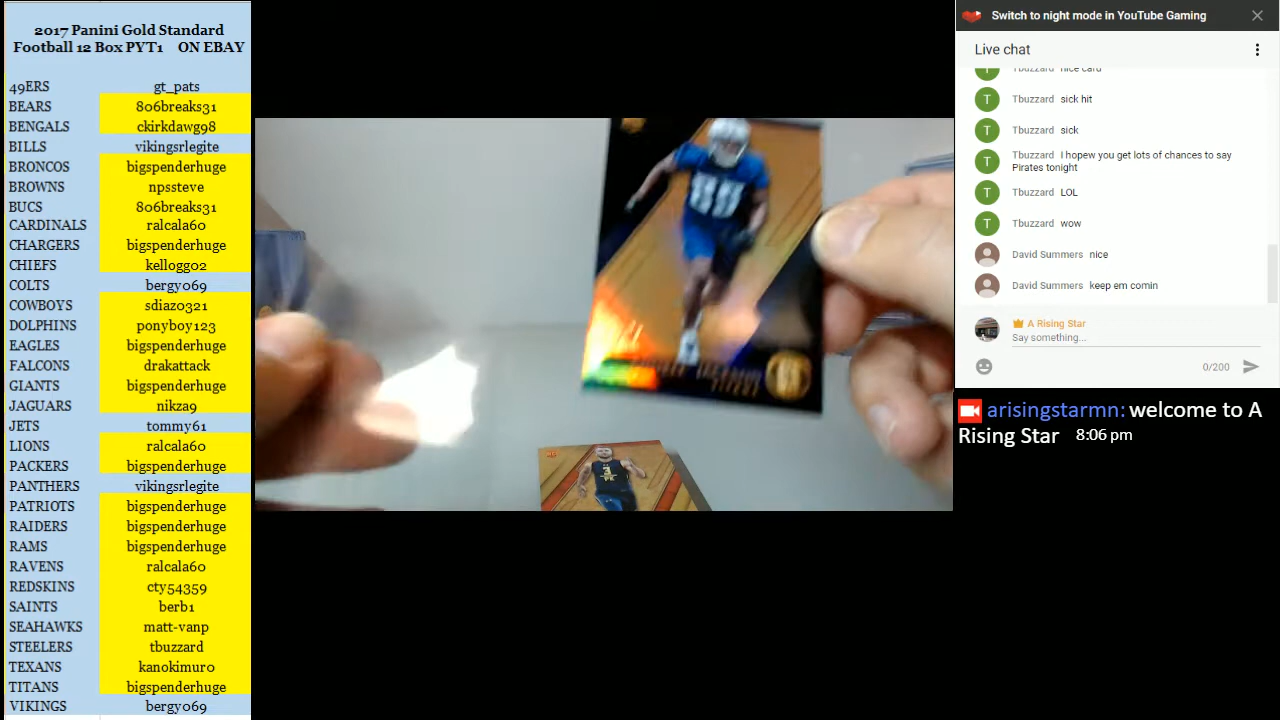 2017 Panini Gold Standard
Football 12 Box PYT1 ON EBAY
49ERS gt_pats
BEARS 806breaks31
BENGALS ckirkdawg98
BILLS vikingsrlegite
BRONCOS bigspenderhuge
BROWNS npssteve
BUCS 806breaks31
CARDINALS ralcala60
CHARGERS bigspenderhuge
CHIEFS kellogg02
COLTS bergy069
COWBOYS sdiaz0321
DOLPHINS ponyboy123
EAGLES bigspenderhuge
FALCONS drakattack
GIANTS bigspenderhuge
JAGUARS nikza9
JETS tommy61
LIONS ralcala60
PACKERS bigspenderhuge
PANTHERS vikingsrlegite
PATRIOTS bigspenderhuge
RAIDERS bigspenderhuge
RAMS bigspenderhuge
RAVENS ralcala60
REDSKINS cty54359
SAINTS berb1
SEAHAWKS matt-vanp
STEELERS tbuzzard
TEXANS kanokimuro
TITANS bigspenderhuge
VIKINGS bergy069
88
3
Switch to night mode in YouTube Gaming
Live chat
T Tbuzzard nice card
T Tbuzzard sick hit
T Tbuzzard sick
T Tbuzzard I hopew you get lots of chances to say
Pirates tonight
T Tbuzzard LOL
T Tbuzzard wow
David Summers nice
David Summers keep em comin
A Rising Star
Say something...
0/200
arisingstarmn: welcome to A
Rising Star 8:06 pm